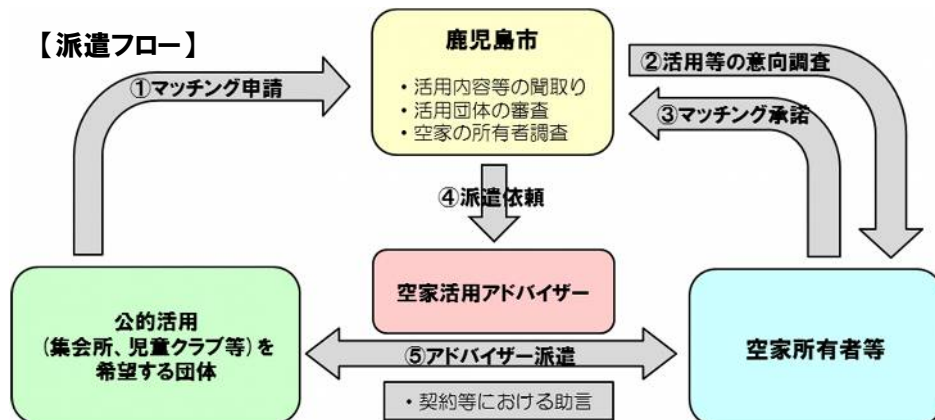 【派遣フロー】
鹿児島市
・活用内容等の聞取り
・活用団体の審査
・空家の所有者調査
①マッチング申請
②活用等の意向調査
③マッチング承諾
④派遣依頼
空家活用アドバイザー
公的活用
(集会所、児童クラブ等)を
希望する団体
⑤アドバイザー派遣
・契約等における助言
空家所有者等